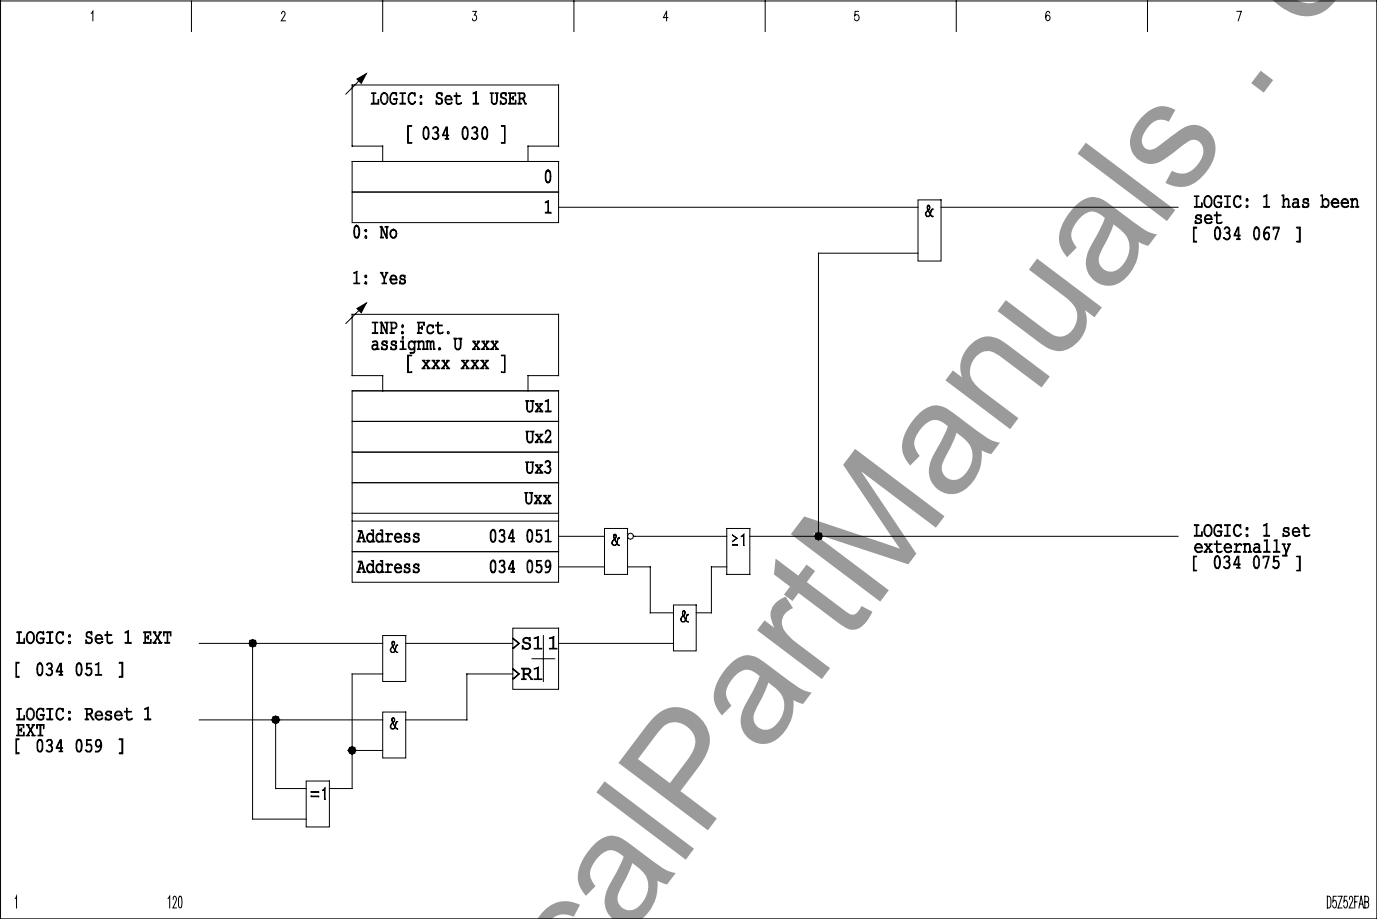 1 2 3 4 5 6 7
LOGIC: Set 1 USER
[ 034 030 ]
0
1
0: No
1: Yes
&
LOGIC: 1 has been
set
[ 034 067 ]
INP: Fct.
assignm. U xxx
[ xxx xxx ]
Ux1
Ux2
Ux3
Uxx
Address 034 051
Address 034 059
&
≥1
&
LOGIC: 1 set
externally
[ 034 075 ]
LOGIC: Set 1 EXT
[ 034 051 ]
LOGIC: Reset 1
EXT
[ 034 059 ]
&
&
=1
S1 1
R1
calPartManuals.
1 120 D5Z52FAB